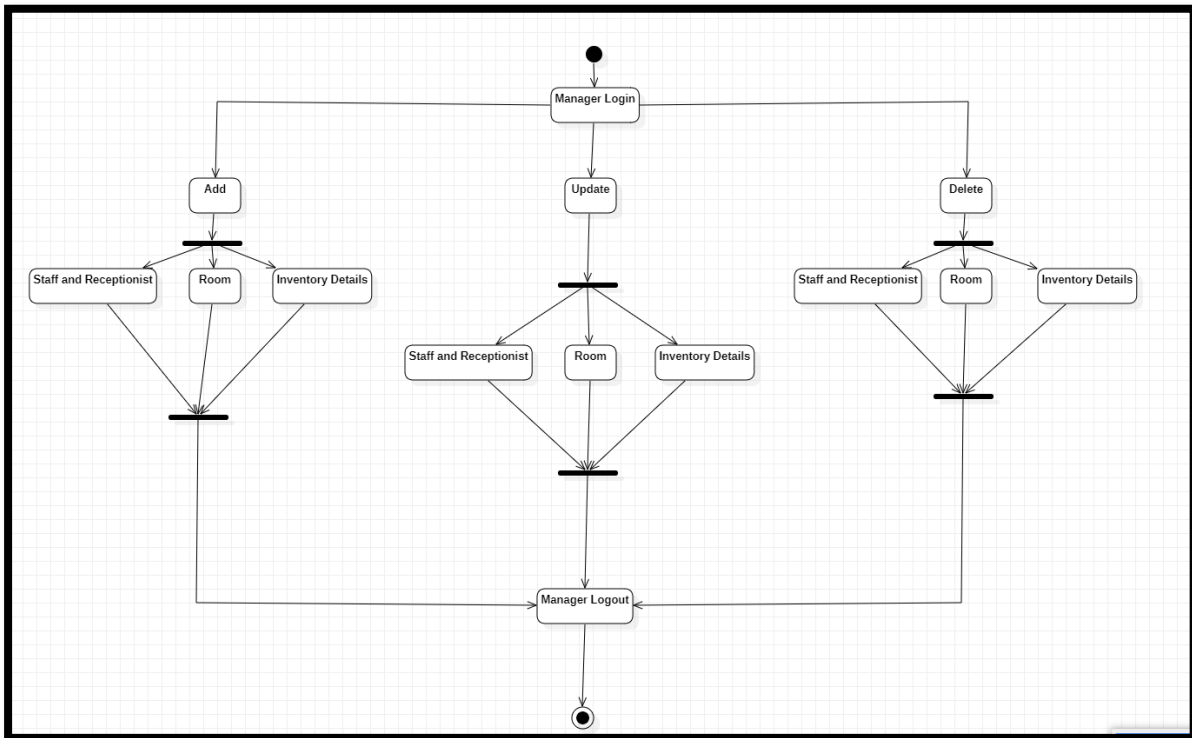 Manager Login
Add
Update
Delete
Staff and Receptionist
Room
Inventory Details
Staff and Receptionist
Room
Inventory Details
Staff and Receptionist
Room
Inventory Details
Manager Logout